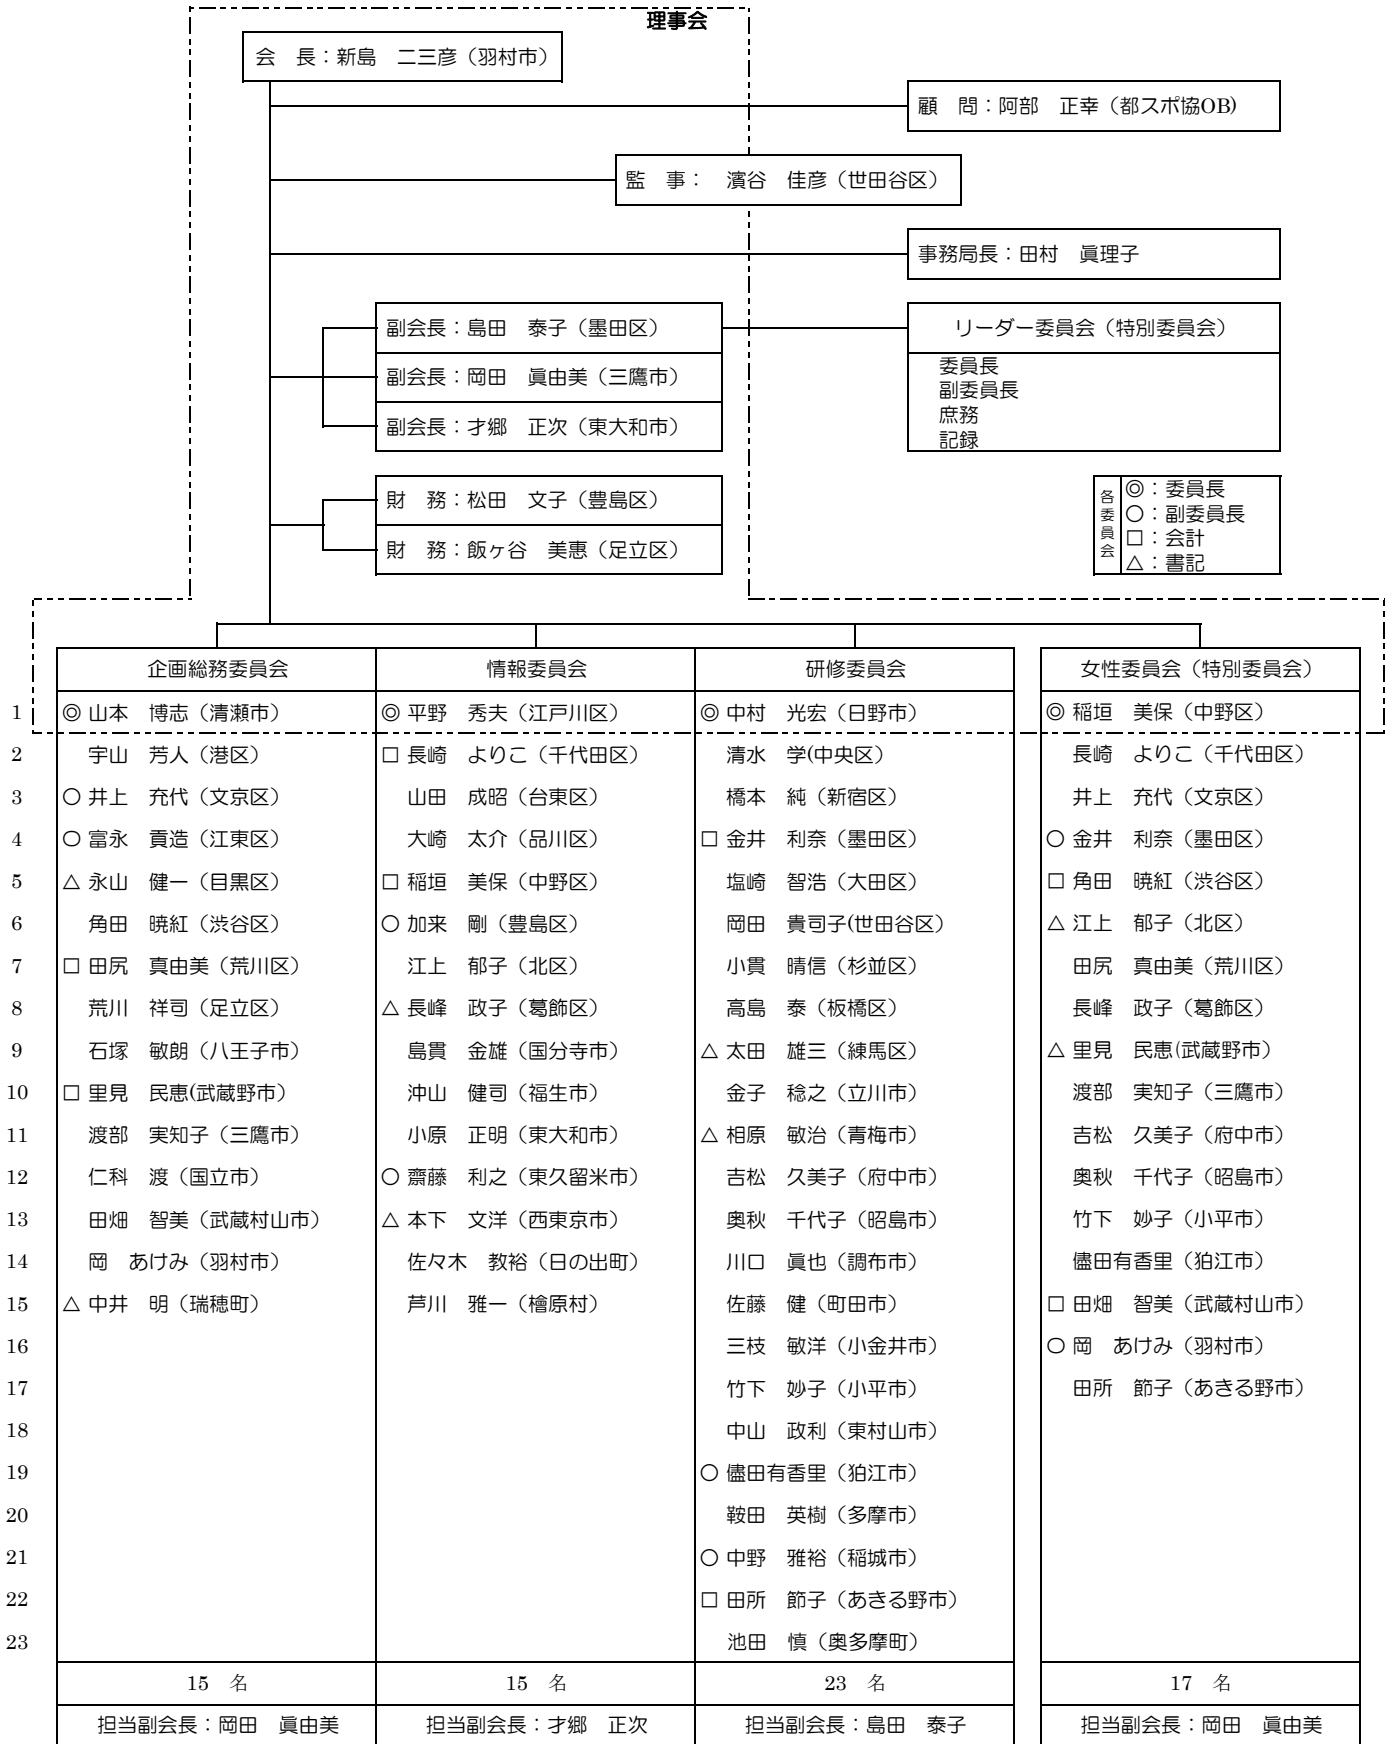 理事会
会　長：新島　二三彦（羽村市）
顧　問：阿部　正幸（都スポ協OB)
監　事：　濱谷　佳彦（世田谷区）
事務局長：田村　眞理子
副会長：島田　泰子（墨田区）
副会長：岡田　眞由美（三鷹市）
副会長：才郷　正次（東大和市）
リーダー委員会（特別委員会）
委員長
副委員長
庶務
記録
財　務：松田　文子（豊島区）
財　務：飯ヶ谷　美惠（足立区）
各委員会
◎：委員長
○：副委員長
□：会計
△：書記
企画総務委員会　情報委員会　研修委員会　女性委員会（特別委員会）
1 ◎ 山本　博志（清瀬市） ◎ 平野　秀夫（江戸川区） ◎ 中村　光宏（日野市） ◎ 稲垣　美保（中野区）
2 宇山　芳人（港区） □ 長崎　よりこ（千代田区） 清水　学(中央区） 長崎　よりこ（千代田区）
3 ○ 井上　充代（文京区） 山田　成昭（台東区） 橋本　純（新宿区） 井上　充代（文京区）
4 ○ 富永　貢造（江東区） 大崎　太介（品川区） □ 金井　利奈（墨田区） ○ 金井　利奈（墨田区）
5 △ 永山　健一（目黒区） □ 稲垣　美保（中野区） 塩崎　智浩（大田区） □ 角田　暁紅（渋谷区）
6 角田　暁紅（渋谷区） ○ 加来　剛（豊島区） 岡田　貴司子(世田谷区） △ 江上　郁子（北区）
7 □ 田尻　真由美（荒川区） 江上　郁子（北区） 小貫　晴信（杉並区） 田尻　真由美（荒川区）
8 荒川　祥司（足立区） △ 長峰　政子（葛飾区） 高島　泰（板橋区） 長峰　政子（葛飾区）
9 石塚　敏朗（八王子市） 島貫　金雄（国分寺市） △ 太田　雄三（練馬区） △ 里見　民恵(武蔵野市）
10 □ 里見　民恵(武蔵野市） 沖山　健司（福生市） 金子　稔之（立川市） 渡部　実知子（三鷹市）
11 渡部　実知子（三鷹市） 小原　正明（東大和市） △ 相原　敏治（青梅市） 吉松　久美子（府中市）
12 仁科　渡（国立市） ○ 齋藤　利之（東久留米市） 吉松　久美子（府中市） 奥秋　千代子（昭島市）
13 田畑　智美（武蔵村山市） △ 本下　文洋（西東京市） 奥秋　千代子（昭島市） 竹下　妙子（小平市）
14 岡　あけみ（羽村市） 佐々木　教裕（日の出町） 川口　眞也（調布市） 儘田有香里（狛江市）
15 △ 中井　明（瑞穂町） 芦川　雅一（檜原村） 佐藤　健（町田市） □ 田畑　智美（武蔵村山市）
16 三枝　敏洋（小金井市） ○ 岡　あけみ（羽村市）
17 竹下　妙子（小平市） 田所　節子（あきる野市）
18 中山　政利（東村山市）
19 ○ 儘田有香里（狛江市）
20 鞍田　英樹（多摩市）
21 ○ 中野　雅裕（稲城市）
22 □ 田所　節子（あきる野市）
23 池田　慎（奥多摩町）
15　名　15　名　23　名　17　名
担当副会長：岡田　眞由美　担当副会長：才郷　正次　担当副会長：島田　泰子　担当副会長：岡田　眞由美